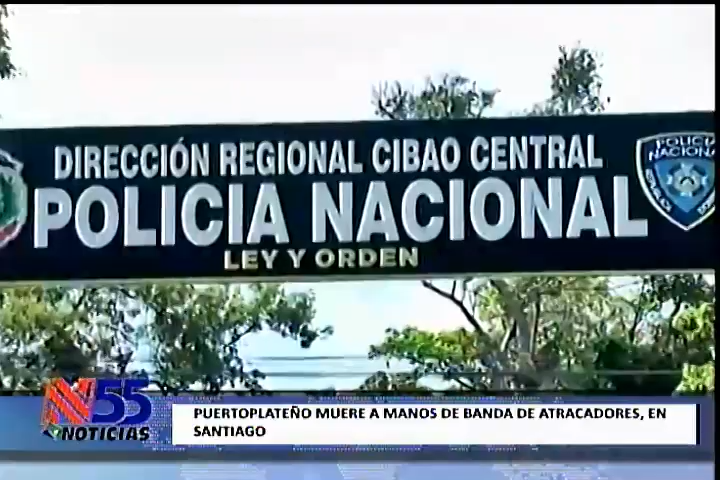 DIRECCIÓN REGIONAL CIBAO CENTRAL
POLICIA NACIONAL
LEY Y ORDEN
POLICIA
NACIONAL
N 55
NOTICIAS
PUERTOPLATEÑO MUERE A MANOS DE BANDA DE ATRACADORES, EN
SANTIAGO